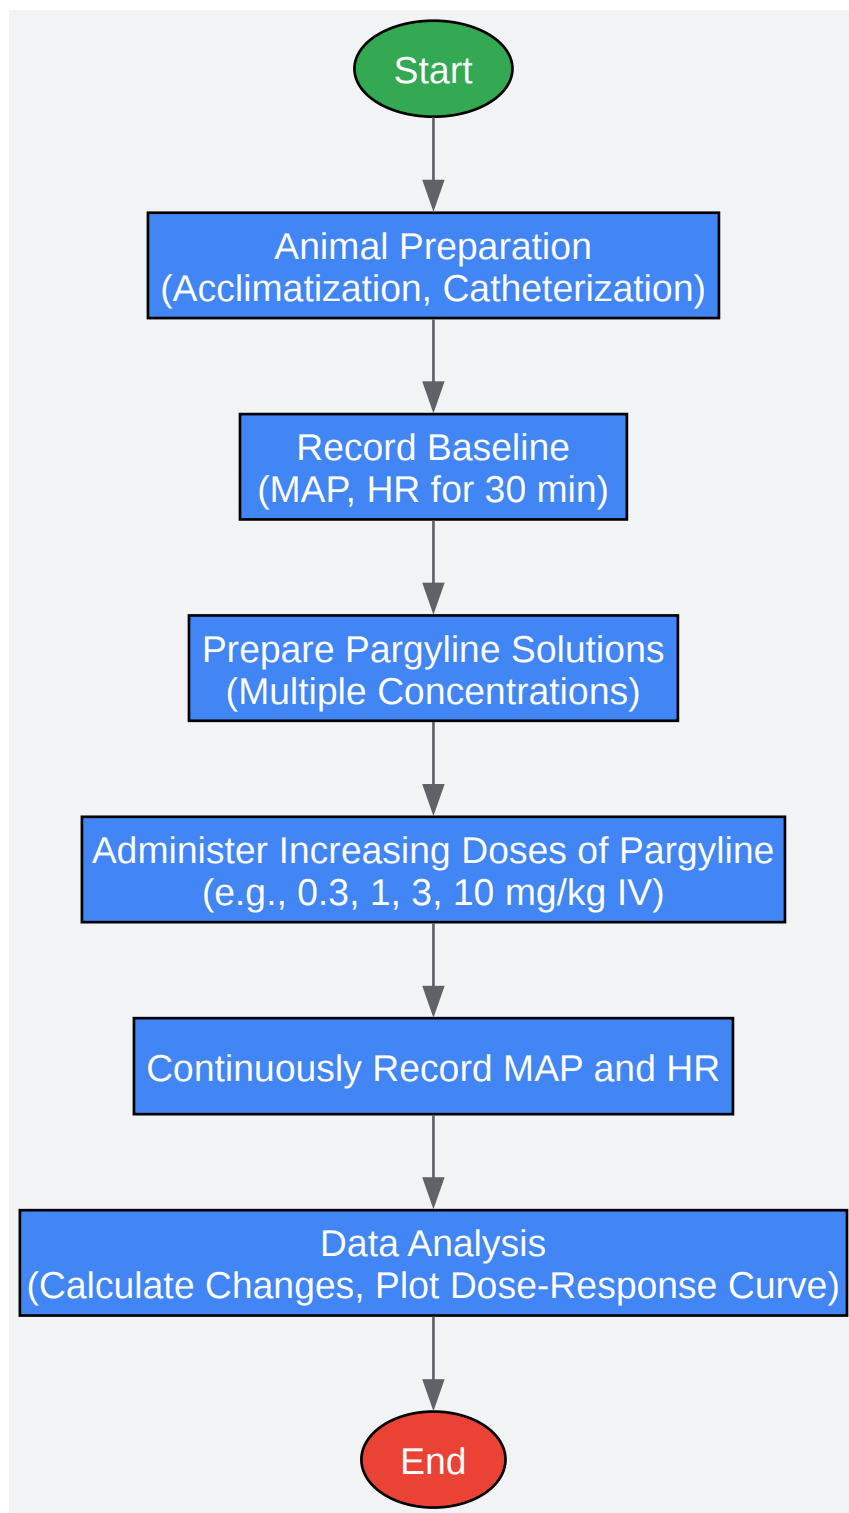 Start
Animal Preparation
(Acclimatization, Catheterization)
Record Baseline
(MAP, HR for 30 min)
Prepare Pargyline Solutions
(Multiple Concentrations)
Administer Increasing Doses of Pargyline
(e.g., 0.3, 1, 3, 10 mg/kg IV)
Continuously Record MAP and HR
Data Analysis
(Calculate Changes, Plot Dose-Response Curve)
End